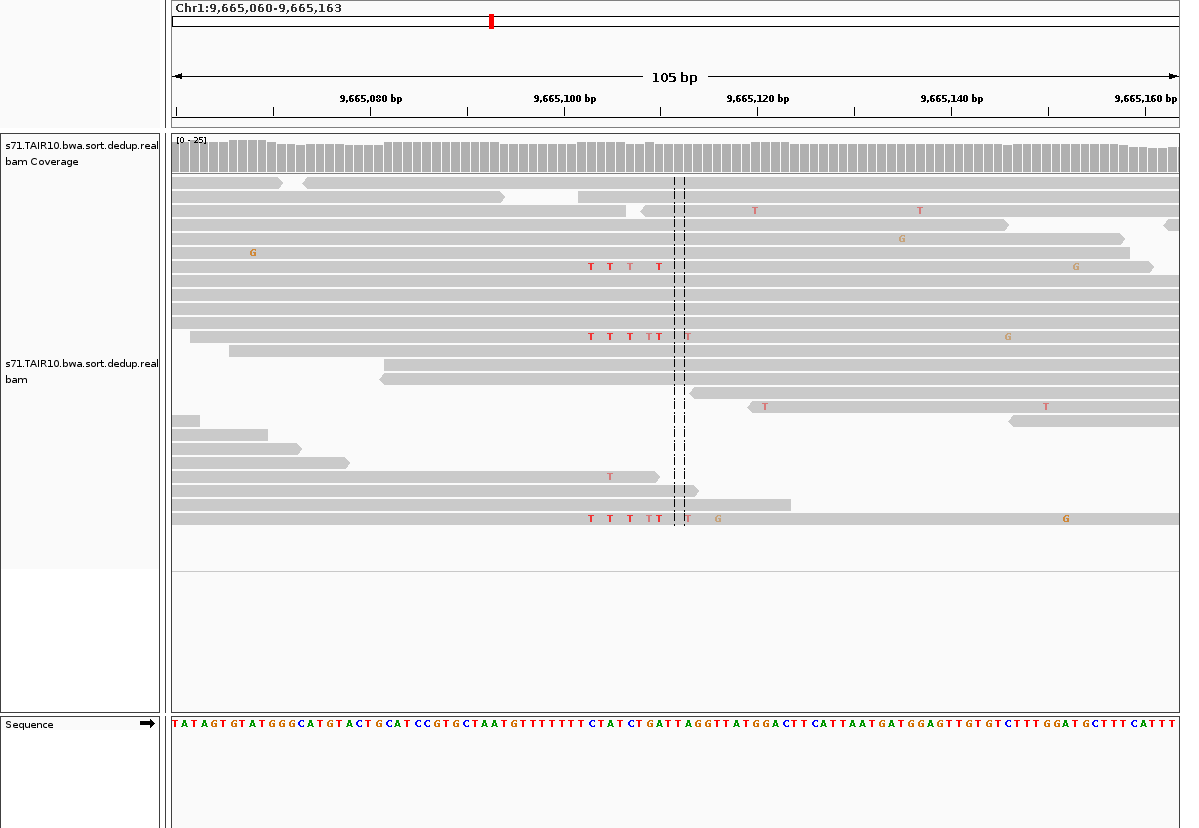 Chr1:9,665,060-9,665,163
105 bp
9,665,080 bp 9,665,100 bp 9,665,120 bp 9,665,140 bp 9,665,160 bp
s71.TAIR10.bwa.sort.dedup.real
bam Coverage
[0 - 25]
T T
G
G
T T T T G
T T T T T T G
s71.TAIR10.bwa.sort.dedup.real
bam
T T
T
T T T T T T G G
Sequence
TATAGTGTATGGGCATGTACTGCATCCGTGCTAATGTTTTTTTCTATCTGATTAGGTTATGGACTTCATTAATGATGGAGTTGTGTCTTTGGATGCTTTCATTT